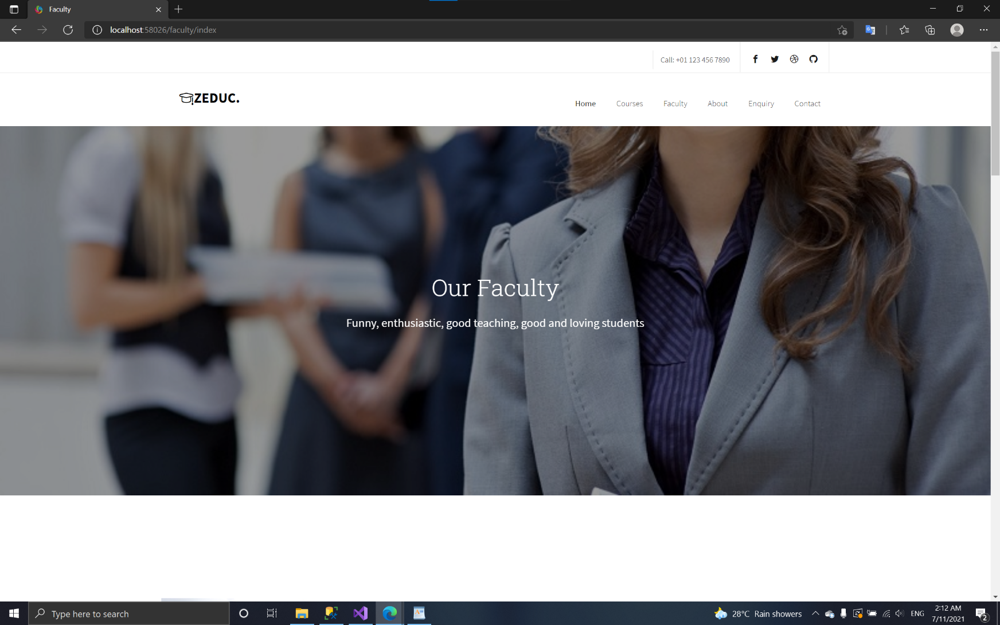 Faculty
localhost:58026/faculty/index
Call: +01 123 456 7890
ZEDUC.
Home Courses Faculty About Enquiry Contact
Our Faculty
Funny, enthusiastic, good teaching, good and loving students
Type here to search
28°C Rain showers
ENG
2:12 AM
7/11/2021
2